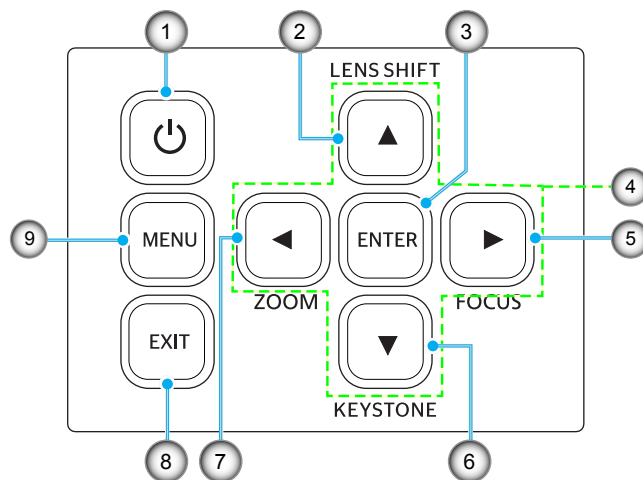 1
2
3
LENS SHIFT
4
9
MENU
ENTER
5
ZOOM
FOCUS
EXIT
KEYSTONE
8
7
6